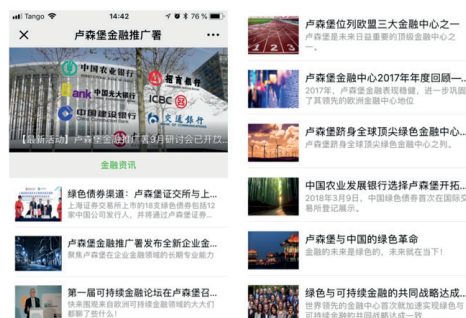 Tango
14:42
76 %
卢森堡金融推广署
中国农业银行
招商银行
中国光大银行
Bank
ICBC
中国建设银行
交通银行
【最新活动】卢森堡金融推广署9月研讨会已开放...
金融资讯
绿色债券渠道：卢森堡证交所与上...
上海证券交易所上市的18支绿色债券包括12
家中国公司发行人，并将通过卢森堡证券...
卢森堡金融推广署发布全新企业金...
聚焦卢森堡在企业金融领域的长期专业能力
第一届可持续金融论坛在卢森堡召...
快来围观来自欧洲可持续金融领域的大大们
都聊了些什么！
卢森堡位列欧盟三大金融中心之一
卢森堡是未来日益重要的顶级金融中心之
一。
卢森堡金融中心2017年年度回顾—...
2017年，卢森堡金融表现稳健，进一步巩固
了其领先的欧洲金融中心地位
卢森堡跻身全球顶尖绿色金融中心...
卢森堡跻身全球顶尖绿色金融中心之列。
中国农业发展银行选择卢森堡开拓...
2018年3月9日，中国绿色债券首次在国际交
易所登记展示。
卢森堡与中国的绿色革命
金融的未来是绿色的，未来就在当下！
绿色与可持续金融的共同战略达成...
世界领先的金融中心首次就加速实现绿色与
可持续金融的共同战略达成一致